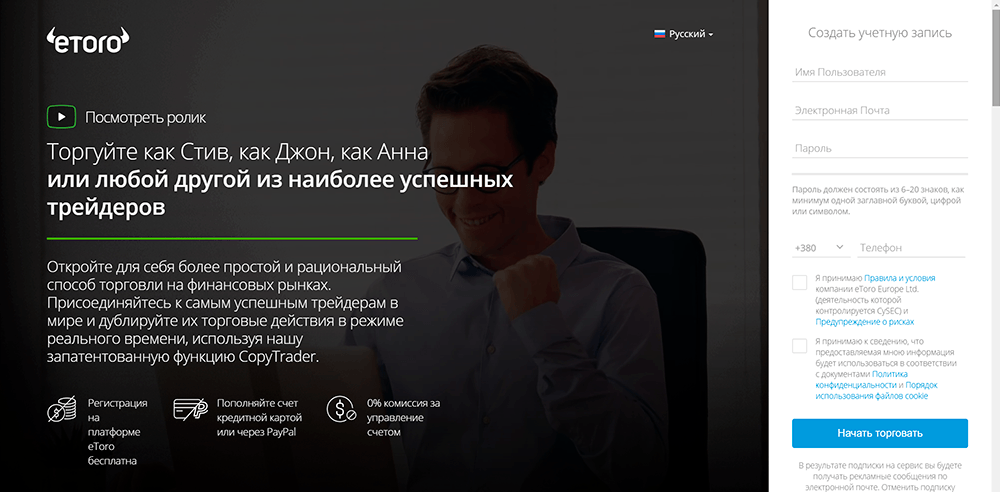 eToro
Русский
Посмотреть ролик
Торгуйте как Стив, как Джон, как Анна
или любой другой из наиболее успешных
трейдеров
Откройте для себя более простой и рациональный
способ торговли на финансовых рынках.
Присоединяйтесь к самым успешным трейдерам в
мире и дублируйте их торговые действия в режиме
реального времени, используя нашу
запатентованную функцию CopyTrader.
Регистрация
на
платформе
eToro
бесплатна
Пополняйте счет
кредитной картой
или через PayPal
0% комиссия за
управление
счетом
Создать учетную запись
Имя Пользователя
Электронная Почта
Пароль
Пароль должен состоять из 6–20 знаков, как
минимум одной заглавной буквой, цифрой
или символом.
+380 Телефон
Я принимаю Правила и условия
компании eToro Europe Ltd.
(деятельность которой
контролируется CySEC) и
Предупреждение о рисках
Я принимаю к сведению, что
предоставляемая мною информация
будет использоваться в соответствии
с документами Политика
конфиденциальности и Порядок
использования файлов cookie
Начать торговать
В результате подписки на сервис вы будете
получать рекламные сообщения по
электронной почте. Отменить подписку